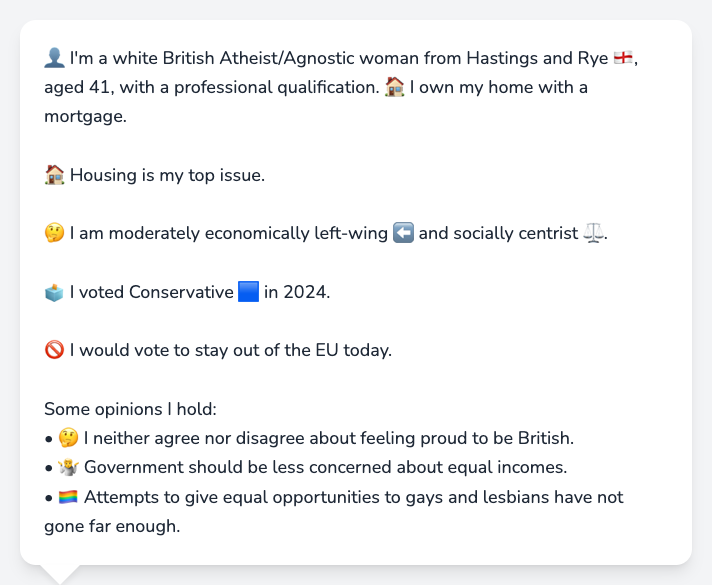 👤 I'm a white British Atheist/Agnostic woman from Hastings and Rye 🏴󠁧󠁢󠁥󠁮󠁧󠁿,
aged 41, with a professional qualification. 🏠 I own my home with a
mortgage.
🏠 Housing is my top issue.
🤔 I am moderately economically left-wing ⬅️ and socially centrist ⚖️.
🗳️ I voted Conservative 🟦 in 2024.
🚫 I would vote to stay out of the EU today.
Some opinions I hold:
• 🤔 I neither agree nor disagree about feeling proud to be British.
• 🤷 Government should be less concerned about equal incomes.
• 🏳️‍🌈 Attempts to give equal opportunities to gays and lesbians have not
gone far enough.